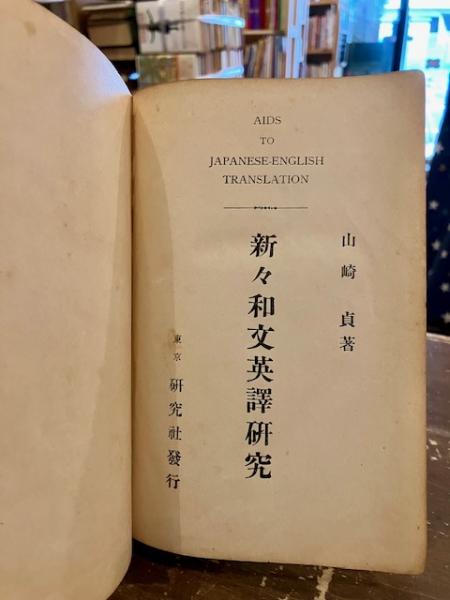 AIDS
TO
JAPANESE-ENGLISH
TRANSLATION
山崎 貞著
新々和文英譯研究
東京 研究社發行